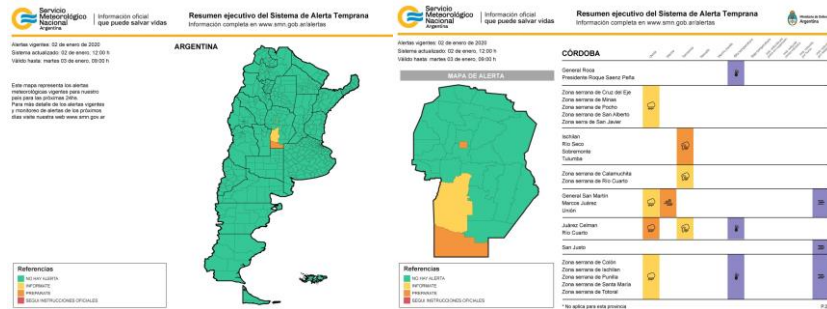 Servicio
Meteorológico
Nacional
Argentina
Información oficial
que puede salvar vidas
Resumen ejecutivo del Sistema de Alerta Temprana
Información completa en www.smn.gob.ar/alertas
Alertas vigentes: 02 de enero de 2020
Sistema actualizado: 02 de enero, 12:00 h
Válido hasta: martes 03 de enero, 09:00 h
ARGENTINA
Este mapa representa los alertas
meteorológicos vigentes para nuestro
país para las próximas 24hs.
Para más detalle de los alertas vigentes
y monitoreo de alertas de los próximos
días visite nuestra web www.smn.gov.ar
Referencias
NO HAY ALERTA
INFORMATE
PREPARATE
SEGUI INSTRUCCIONES OFICIALES
Servicio
Meteorológico
Nacional
Argentina
Información oficial
que puede salvar vidas
Resumen ejecutivo del Sistema de Alerta Temprana
Información completa en www.smn.gob.ar/alertas
Argentina
Alertas vigentes: 02 de enero de 2020
Sistema actualizado: 02 de enero, 12:00 h
Válido hasta: martes 03 de enero, 09:00 h
MAPA DE ALERTA
Referencias
NO HAY ALERTA
INFORMATE
PREPARATE
SEGUI INSTRUCCIONES OFICIALES
CÓRDOBA
General Roca
Presidente Roque Saenz Peña
Zona serrana de Cruz del Eje
Zona serrana de Minas
Zona serrana de Pocho
Zona serrana de San Alberto
Zona serrana de San Javier
Ischilan
Río Seco
Sobremonte
Tulumba
Zona serrana de Calamuchita
Zona serrana de Río Cuarto
General San Martín
Marcos Juárez
Unión
Juárez Celman
Río Cuarto
San Justo
Zona serrana de Colón
Zona serrana de Ischilen
Zona serrana de Punilla
Zona serrana de Santa María
Zona serrana de Totoral
* No aplica para esta provincia